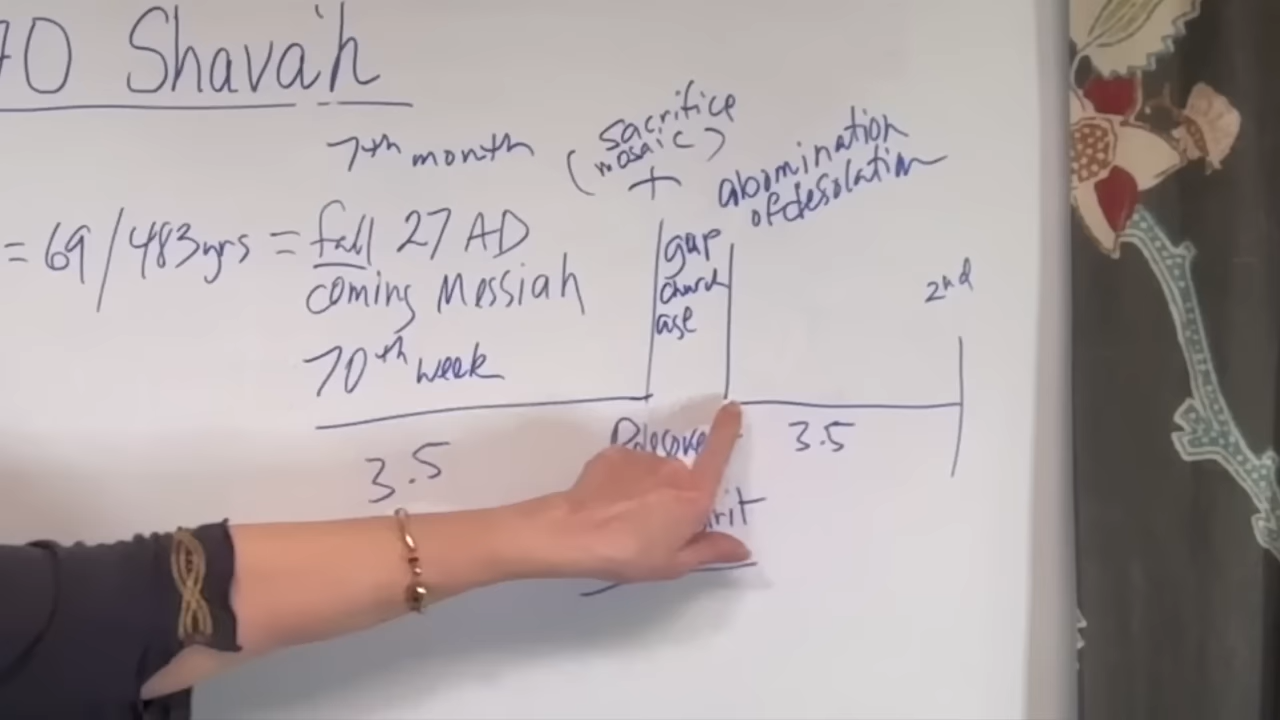 70 Shavah
7th month
(sacrifice
mosaic)
+
abomination
of desolation
= 69/483yrs = fall 27 AD
coming Messiah
gap
church
age
2nd
70th week
3.5
3.5